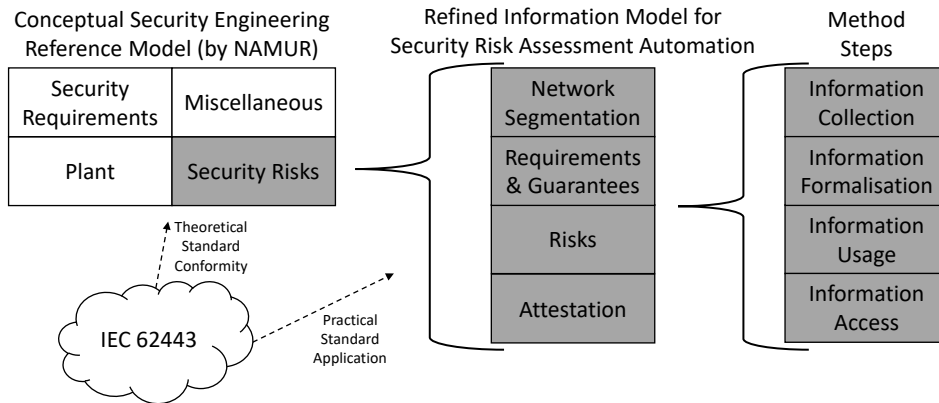 Conceptual Security Engineering
Reference Model (by NAMUR)
Security
Requirements
Miscellaneous
Plant
Security Risks
Theoretical
Standard
Conformity
IEC 62443
Practical
Standard
Application
Refined Information Model for
Security Risk Assessment Automation
Network
Segmentation
Requirements
& Guarantees
Risks
Attestation
Method
Steps
Information
Collection
Information
Formalisation
Information
Usage
Information
Access